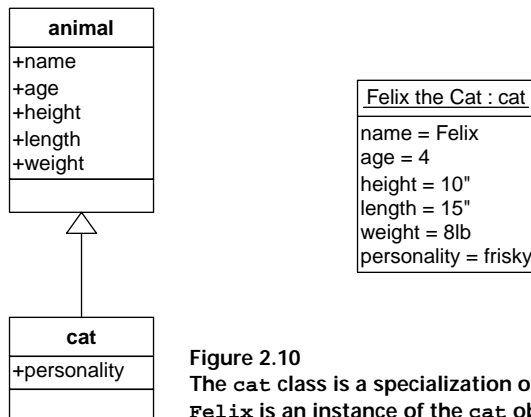 animal
+name
+age
+height
+length
+weight
Felix the Cat : cat
name = Felix
age = 4
height = 10"
length = 15"
weight = 8lb
personality = frisky
cat
+personality
Figure 2.10
The cat class is a specialization o
Felix is an instance of the cat ob